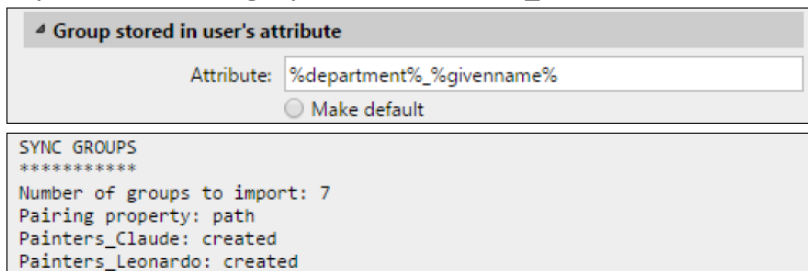 Group stored in user's attribute
Attribute: %department%_%givenname%
Make default
SYNC GROUPS
***********
Number of groups to import: 7
Pairing property: path
Painters_Claude: created
Painters_Leonardo: created